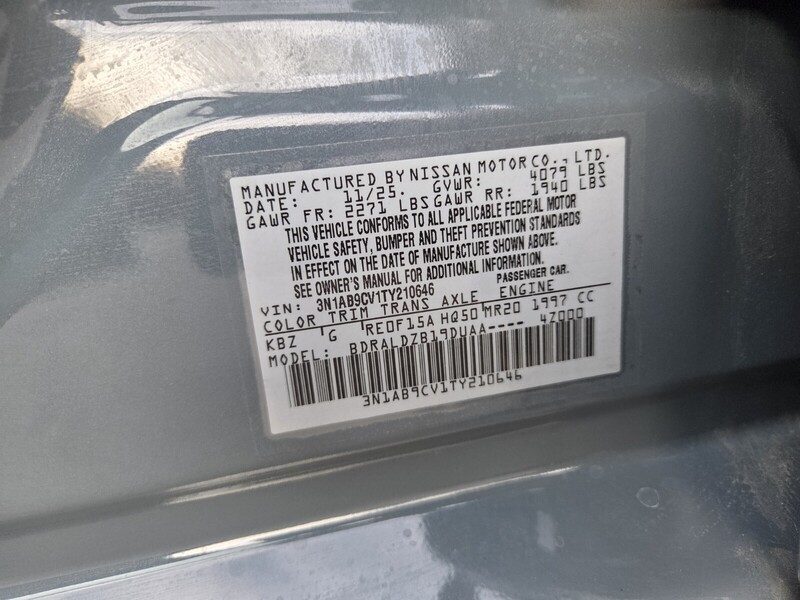 MANUFACTURED BY NISSAN MOTOR CO., LTD.
DATE: 11/25. GVWR: 4079 LBS
GAWR FR: 2271 LBS GAWR RR: 1940 LBS
THIS VEHICLE CONFORMS TO ALL APPLICABLE FEDERAL MOTOR
VEHICLE SAFETY, BUMPER AND THEFT PREVENTION STANDARDS
IN EFFECT ON THE DATE OF MANUFACTURE SHOWN ABOVE.
SEE OWNER'S MANUAL FOR ADDITIONAL INFORMATION.
VIN: 3N1AB9CV1TY210646 PASSENGER CAR.
COLOR TRIM TRANS AXLE ENGINE
KBZ G RE0F15A HQ50 MR20 1997 CC
MODEL: BDRALDZB19DUAA---- 4Z000
3N1AB9CV1TY210646